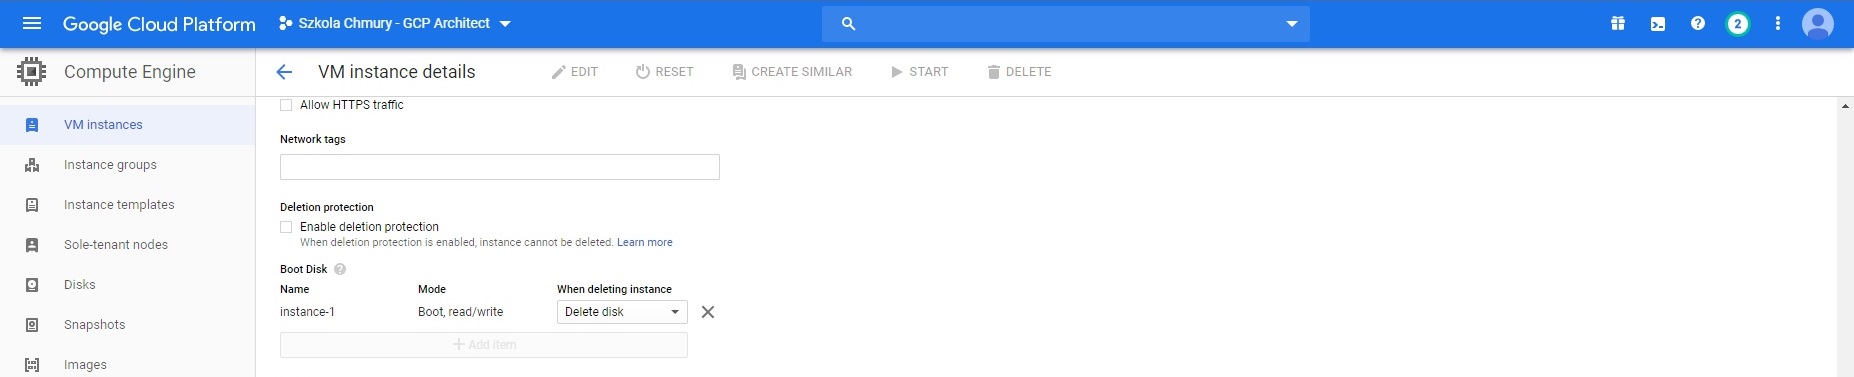 Google Cloud Platform Szkola Chmury - GCP Architect 2
Compute Engine VM instance details EDIT RESET CREATE SIMILAR START DELETE
VM instances
Instance groups
Instance templates
Sole-tenant nodes
Disks
Snapshots
Images
Allow HTTPS traffic
Network tags
Deletion protection
Enable deletion protection
When deletion protection is enabled, instance cannot be deleted. Learn more
Boot Disk
Name Mode When deleting instance
instance-1 Boot, read/write Delete disk
+ Add item